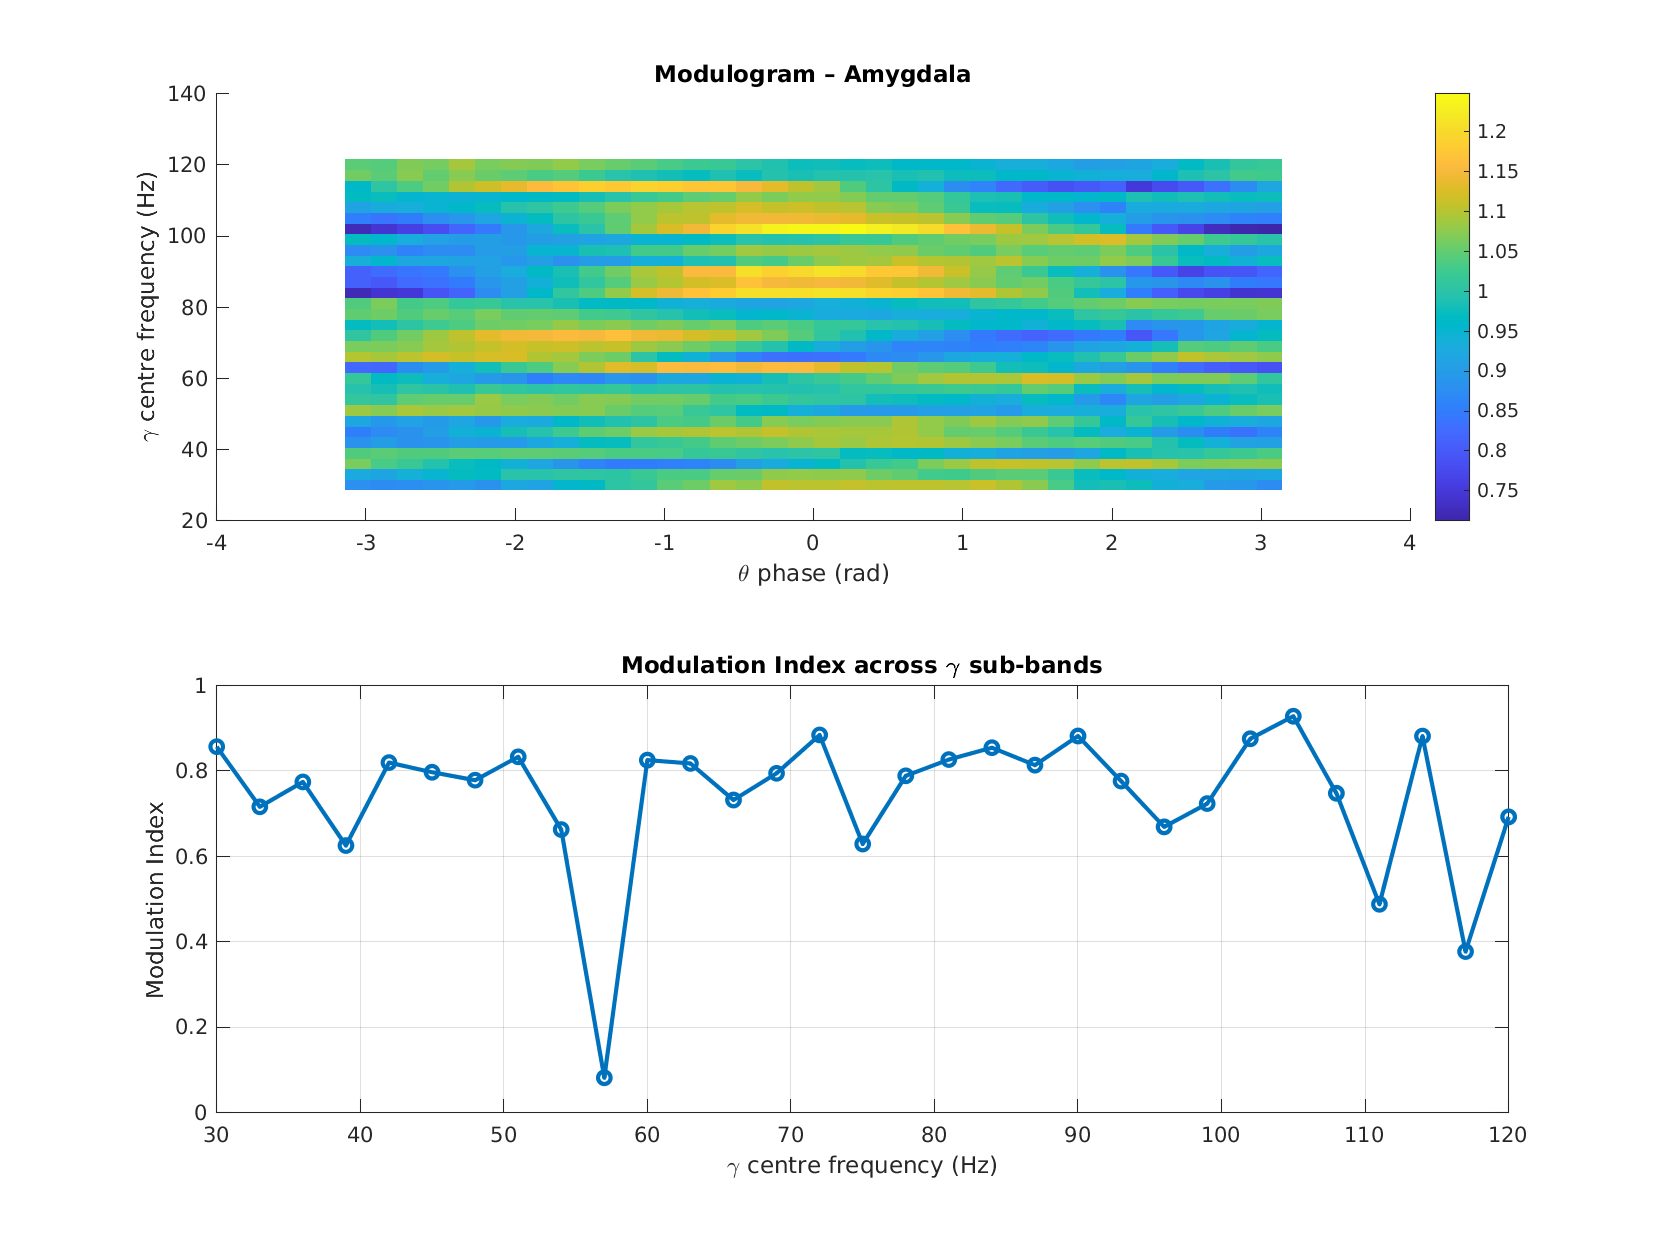 Modulogram – Amygdala
140
120
100
80
60
40
20
γ centre frequency (Hz)
-4 -3 -2 -1 0 1 2 3 4
θ phase (rad)
1.2
1.15
1.1
1.05
1
0.95
0.9
0.85
0.8
0.75
Modulation Index across γ sub-bands
1
0.8
0.6
0.4
0.2
0
Modulation Index
30 40 50 60 70 80 90 100 110 120
γ centre frequency (Hz)